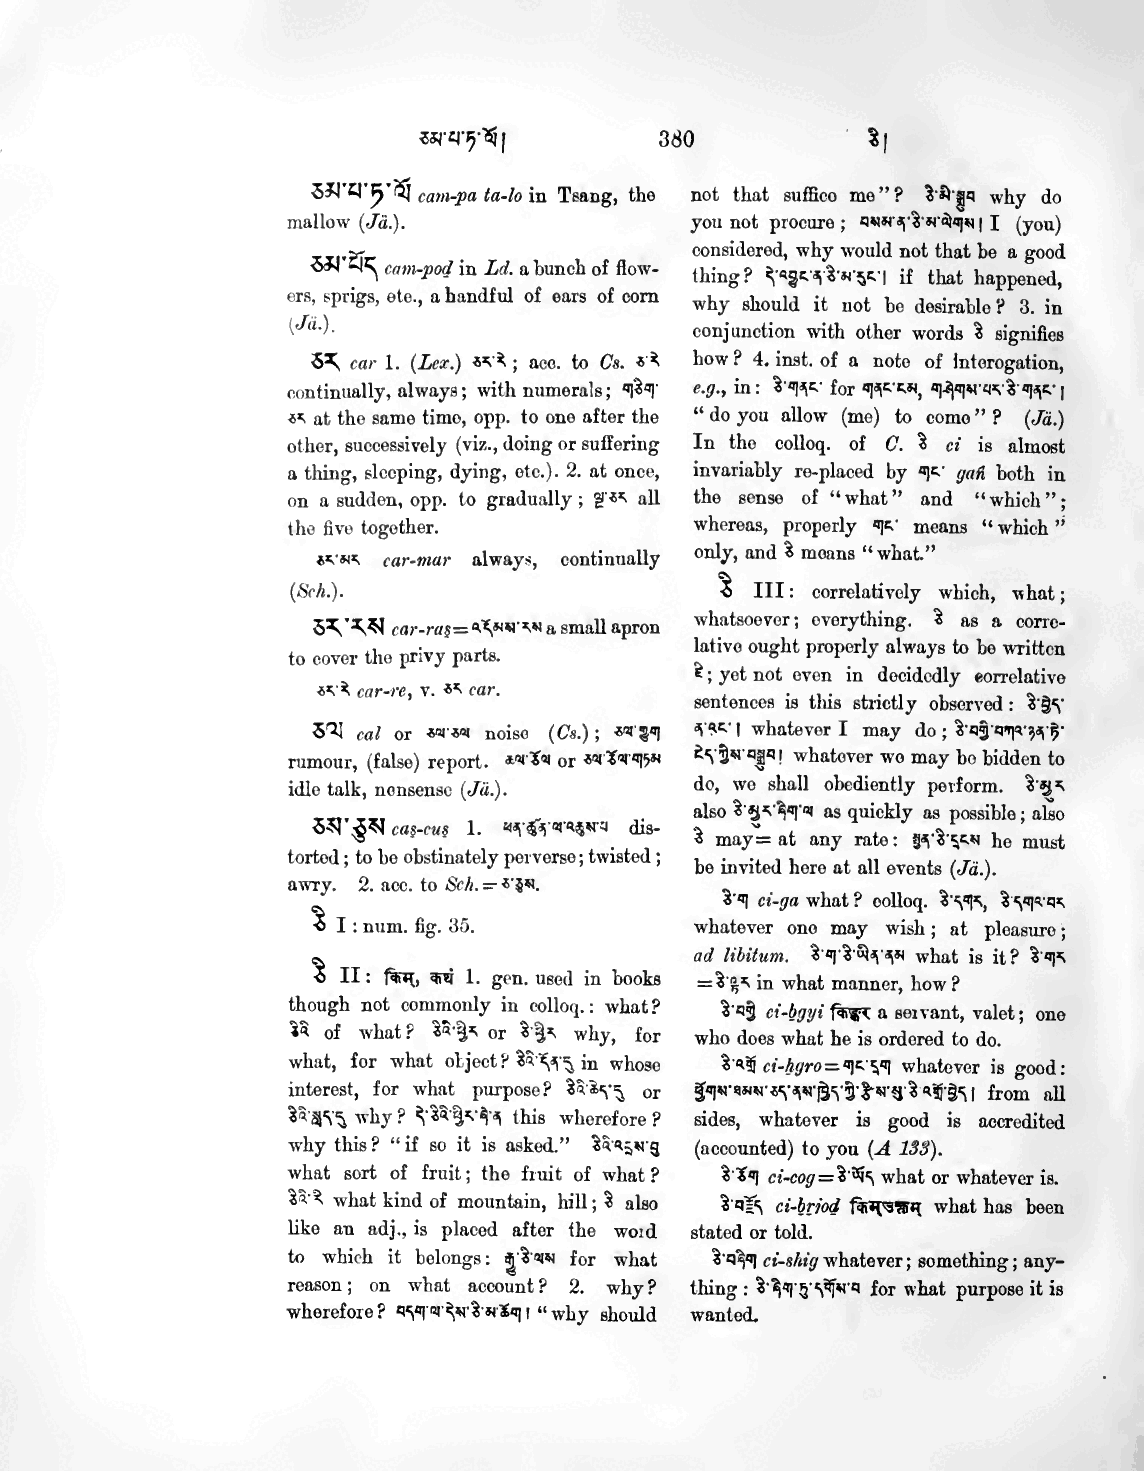 ཅམ་པ་ཏ་ལོ། 380 ཅི།
ཅམ་པ་ཏ་ལོ cam-pa ta-lo in Tsang, the
mallow (Jä.).
ཅམ་པོད cam-pod in Ld. a bunch of flow-
ers, sprigs, etc., a handful of ears of corn
(Jä.).
ཅར car 1. (Lex.) ཅར་རེ; acc. to Cs. ཅ་རེ
continually, always; with numerals; གཅིག་
ཅར at the same time, opp. to one after the
other, successively (viz., doing or suffering
a thing, sleeping, dying, etc.). 2. at once,
on a sudden, opp. to gradually; ལྔ་ཅར all
the five together.
ཅར་མར car-mar always, continually
(Sch.).
ཅར་རས car-raṣ=འདོམས་རས a small apron
to cover the privy parts.
ཅར་རེ car-re, v. ཅར car.
ཅལ cal or ཅལ་ཅལ noise (Cs.); ཅལ་སྒྲག
rumour, (false) report. ཆལ་ཆོལ or ཅལ་ཅོལ་གཏམ
idle talk, nonsense (Jä.).
ཅས་ཅུས caṣ-cuṣ 1. ཕན་ཚུན་ལ་འཆུས་པ dis-
torted; to be obstinately perverse; twisted;
awry. 2. acc. to Sch.=ཅ་ཅུས.
ཅི I: num. fig. 35.
ཅི II: किम्, कथं 1. gen. used in books
though not commonly in colloq.: what?
ཅིའི of what? ཅིའི་ཕྱིར or ཅི་ཕྱིར why, for
what, for what object? ཅིའི་དོན་དུ in whose
interest, for what purpose? ཅིའི་ཆེད་དུ or
ཅིའི་སླད་དུ why? དེ་ཅིའི་ཕྱིར་ཞེ་ན this wherefore?
why this? "if so it is asked." ཅིའི་འབྲས་བུ
what sort of fruit; the fruit of what?
ཅིའི་རི what kind of mountain, hill; ཅི also
like an adj., is placed after the word
to which it belongs: རྒྱུ་ཅི་ལས for what
reason; on what account? 2. why?
wherefore? བདག་ལ་དེས་ཅི་མ་ཆོག། "why should
not that suffice me"? ཅི་མི་སྒྲུབ why do
you not procure; བསམ་ན་ཅི་མ་ལེགས། I (you)
considered, why would not that be a good
thing? དེ་བྱུང་ན་ཅི་མ་རུང་། if that happened,
why should it not be desirable? 3. in
conjunction with other words ཅི signifies
how? 4. inst. of a note of interogation,
e.g., in: ཅི་གནང་ for གནང་ངམ, གཤེགས་པར་ཅི་གནང་།
"do you allow (me) to come"? (Jä.)
In the colloq. of C. ཅི ci is almost
invariably re-placed by གང་ gañ both in
the sense of "what" and "which";
whereas, properly གང་ means "which"
only, and ཅི means "what."
ཅི III: correlatively which, what;
whatsoever; everything. ཅི as a corre-
lative ought properly always to be written
ཇི; yet not even in decidedly correlative
sentences is this strictly observed: ཅི་བྱེད་
ན་འང་། whatever I may do; ཅི་བགྱི་བཀའ་ཉན་ཏེ་
ངེད་ཀྱིས་བསྒྲུབ། whatever we may be bidden to
do, we shall obediently perform. ཅི་མྱུར
also ཅི་མྱུར་ཞིག་ལ as quickly as possible; also
ཅི may= at any rate: སྤྱན་ཅི་དྲངས he must
be invited here at all events (Jä.).
ཅི་ག ci-ga what? colloq. ཅི་དགར, ཅི་དགའ་བར
whatever one may wish; at pleasure;
ad libitum. ཅི་ག་ཅི་ཡིན་ནམ what is it? ཅི་གར
=ཅི་ལྟར in what manner, how?
ཅི་བགྱི ci-bgyi किङ्कर a servant, valet; one
who does what he is ordered to do.
ཅི་འགྲོ ci-ḥgro=གང་དྲག whatever is good:
ཕྱོགས་ཐམས་ཅད་ནས་ཁྱེད་ཀྱི་རྗེས་སུ་ཅི་འགྲོ་བྱེད། from all
sides, whatever is good is accredited
(accounted) to you (A 133).
ཅི་ཅོག ci-cog=ཅི་ཡོད what or whatever is.
ཅི་བརྗོད ci-brjod किम्उक्तम् what has been
stated or told.
ཅི་བཞིག ci-shig whatever; something; any-
thing: ཅི་ཞིག་ཏུ་དགོས་པ for what purpose it is
wanted.